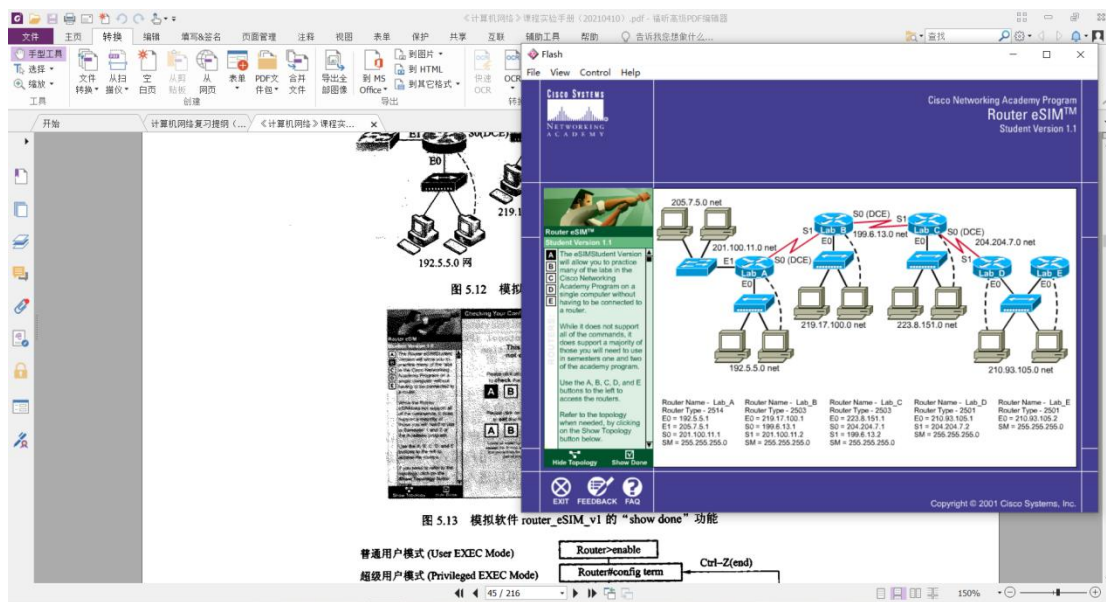 《计算机网络》课程实验手册（20210410）.pdf - 福昕高级PDF编辑器
文件 主页 转换 编辑 填写&签名 页面管理 注释 视图 表单 保护 共享 互联 辅助工具 帮助 告诉我您想做什么... 查找
手型工具
选择
缩放
工具
文件转换
从扫描仪
空白页
从剪贴板
从网页
表单
PDF文件包
合并文件
创建
导出全部图像
到MS Office
到图片
到 HTML
到其它格式
导出
快速OCR
开始
计算机网络复习提纲（...
《计算机网络》课程实...
E0
192.5.5.0 网
图 5.12
图 5.13 模拟软件 router_eSIM_v1 的“show done”功能
普通用户模式 (User EXEC Mode)
Router>enable
超级用户模式 (Privileged EXEC Mode)
Router#config term
Ctrl-Z(end)
45 / 216
150%
Flash
File View Control Help
CISCO SYSTEMS
NETWORKING
ACADEMY
Cisco Networking Academy Program
Router eSIM™
Student Version 1.1
Router eSIM™
Student Version 1.1
A
B
C
D
E
ROUTERS
The eSIMStudent Version
will allow you to practice
many of the labs in the
Cisco Networking
Academy Program on a
single computer without
having to be connected to
a router.
While it does not support
all of the commands, it
does support a majority of
those you will need to use
in semesters one and two
of the academy program.
Use the A, B, C, D, and E
buttons to the left to
access the routers.
Refer to the topology
when needed, by clicking
on the Show Topology
button below.
Hide Topology Show Done
205.7.5.0 net
201.100.11.0 net
E1
Lab A
S0 (DCE)
E0
192.5.5.0 net
S1
Lab B
S0 (DCE)
E0
199.6.13.0 net
219.17.100.0 net
S1
Lab C
S0 (DCE)
E0
204.204.7.0 net
223.8.151.0 net
S1
Lab D
E0
Lab E
E0
210.93.105.0 net
Router Name - Lab_A
Router Type - 2514
E0 = 192.5.5.1
E1 = 205.7.5.1
S0 = 201.100.11.1
SM = 255.255.255.0
Router Name - Lab_B
Router Type - 2503
E0 = 219.17.100.1
S0 = 199.6.13.1
S1 = 201.100.11.2
SM = 255.255.255.0
Router Name - Lab_C
Router Type - 2503
E0 = 223.8.151.1
S0 = 204.204.7.1
S1 = 199.6.13.2
SM = 255.255.255.0
Router Name - Lab_D
Router Type - 2501
E0 = 210.93.105.1
S1 = 204.204.7.2
SM = 255.255.255.0
Router Name - Lab_E
Router Type - 2501
E0 = 210.93.105.2
SM = 255.255.255.0
EXIT FEEDBACK FAQ
Copyright © 2001 Cisco Systems, Inc.